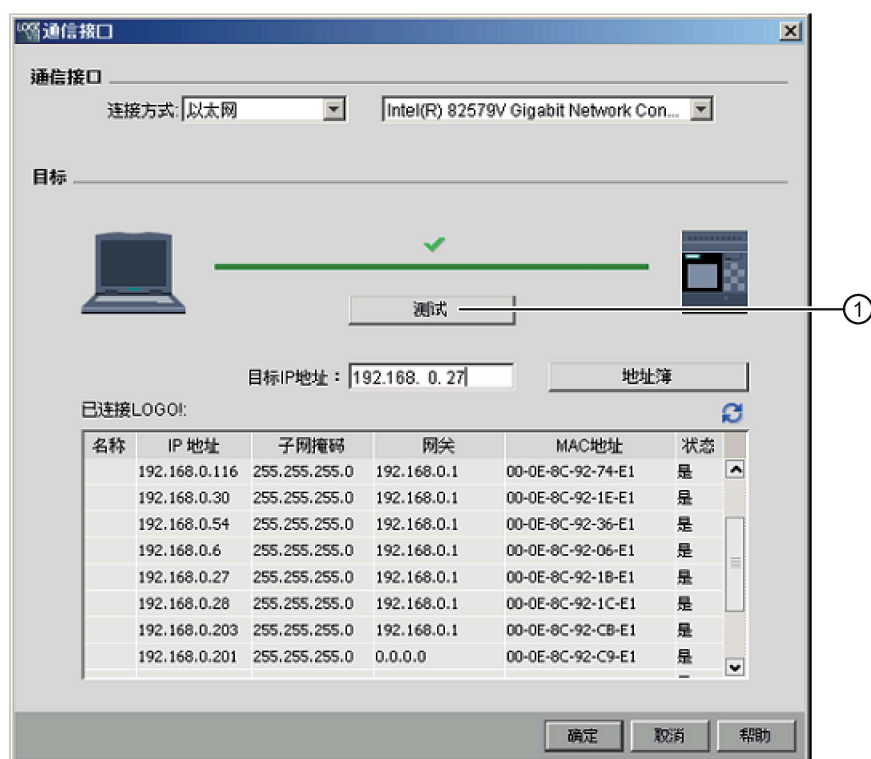 通信接口
通信接口
连接方式: 以太网 Intel(R) 82579V Gigabit Network Con...
目标
测试
①
目标IP地址： 192.168. 0. 27 地址簿
已连接LOGO!:
名称 IP 地址 子网掩码 网关 MAC地址 状态
192.168.0.116 255.255.255.0 192.168.0.1 00-0E-8C-92-74-E1 是
192.168.0.30 255.255.255.0 192.168.0.1 00-0E-8C-92-1E-E1 是
192.168.0.54 255.255.255.0 192.168.0.1 00-0E-8C-92-36-E1 是
192.168.0.6 255.255.255.0 192.168.0.1 00-0E-8C-92-06-E1 是
192.168.0.27 255.255.255.0 192.168.0.1 00-0E-8C-92-1B-E1 是
192.168.0.28 255.255.255.0 192.168.0.1 00-0E-8C-92-1C-E1 是
192.168.0.203 255.255.255.0 192.168.0.1 00-0E-8C-92-CB-E1 是
192.168.0.201 255.255.255.0 0.0.0.0 00-0E-8C-92-C9-E1 是
确定 取消 帮助